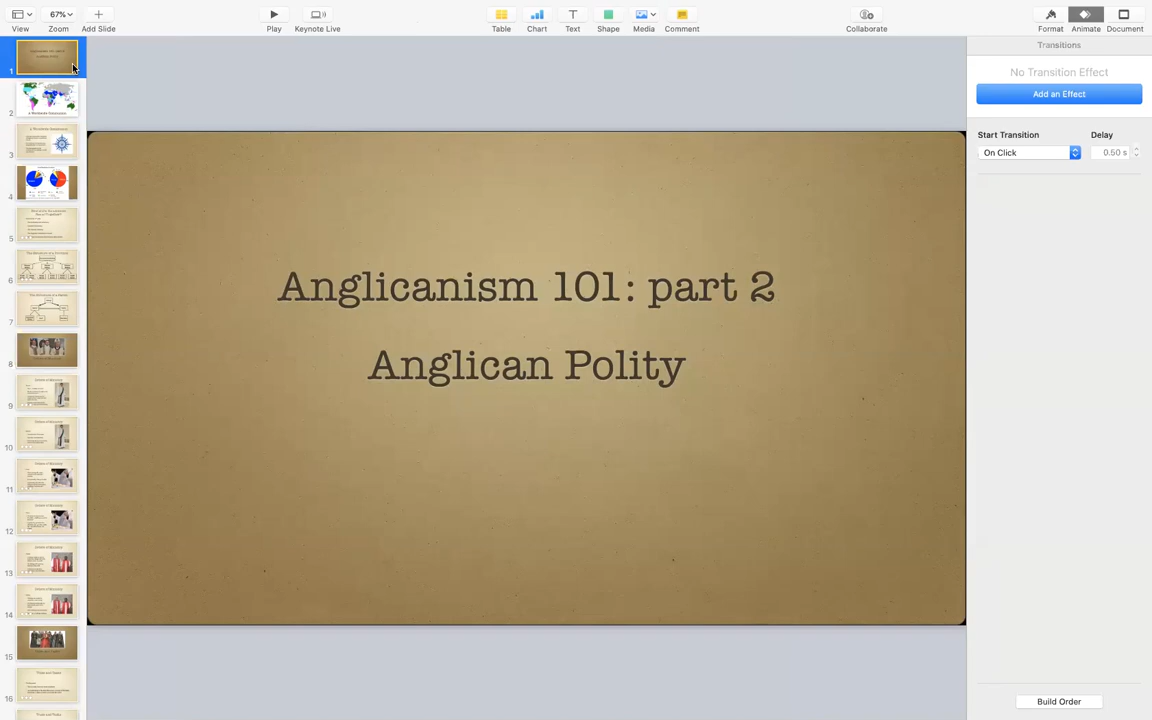 View
67%
Zoom
Add Slide
Play
Keynote Live
Table
Chart
Text
Shape
Media
Comment
Collaborate
Format
Animate
Document
Transitions
No Transition Effect
Add an Effect
Start Transition
Delay
On Click
0.50 s
Build Order
Anglicanism 101: part 2
Anglican Polity
1
2
3
4
5
6
7
8
9
10
11
12
13
14
15
16